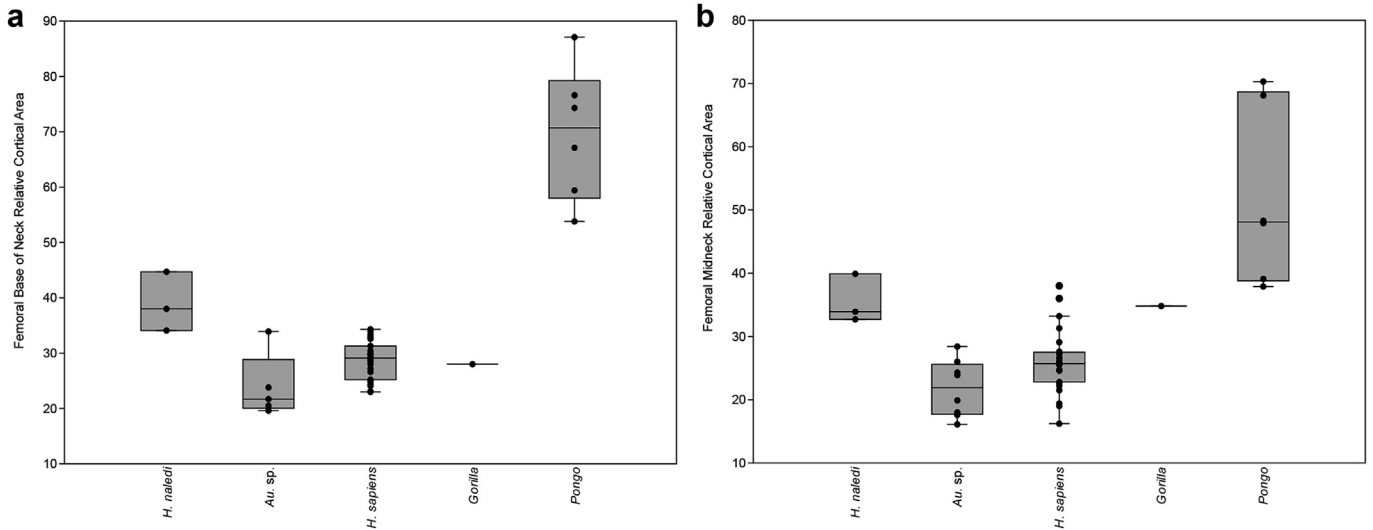 a
Femoral Base of Neck Relative Cortical Area
90
80
70
60
50
40
30
20
10
H. naledi
Au. sp.
H. sapiens
Gorilla
Pongo
b
Femoral Midneck Relative Cortical Area
80
70
60
50
40
30
20
10
H. naledi
Au. sp.
H. sapiens
Gorilla
Pongo